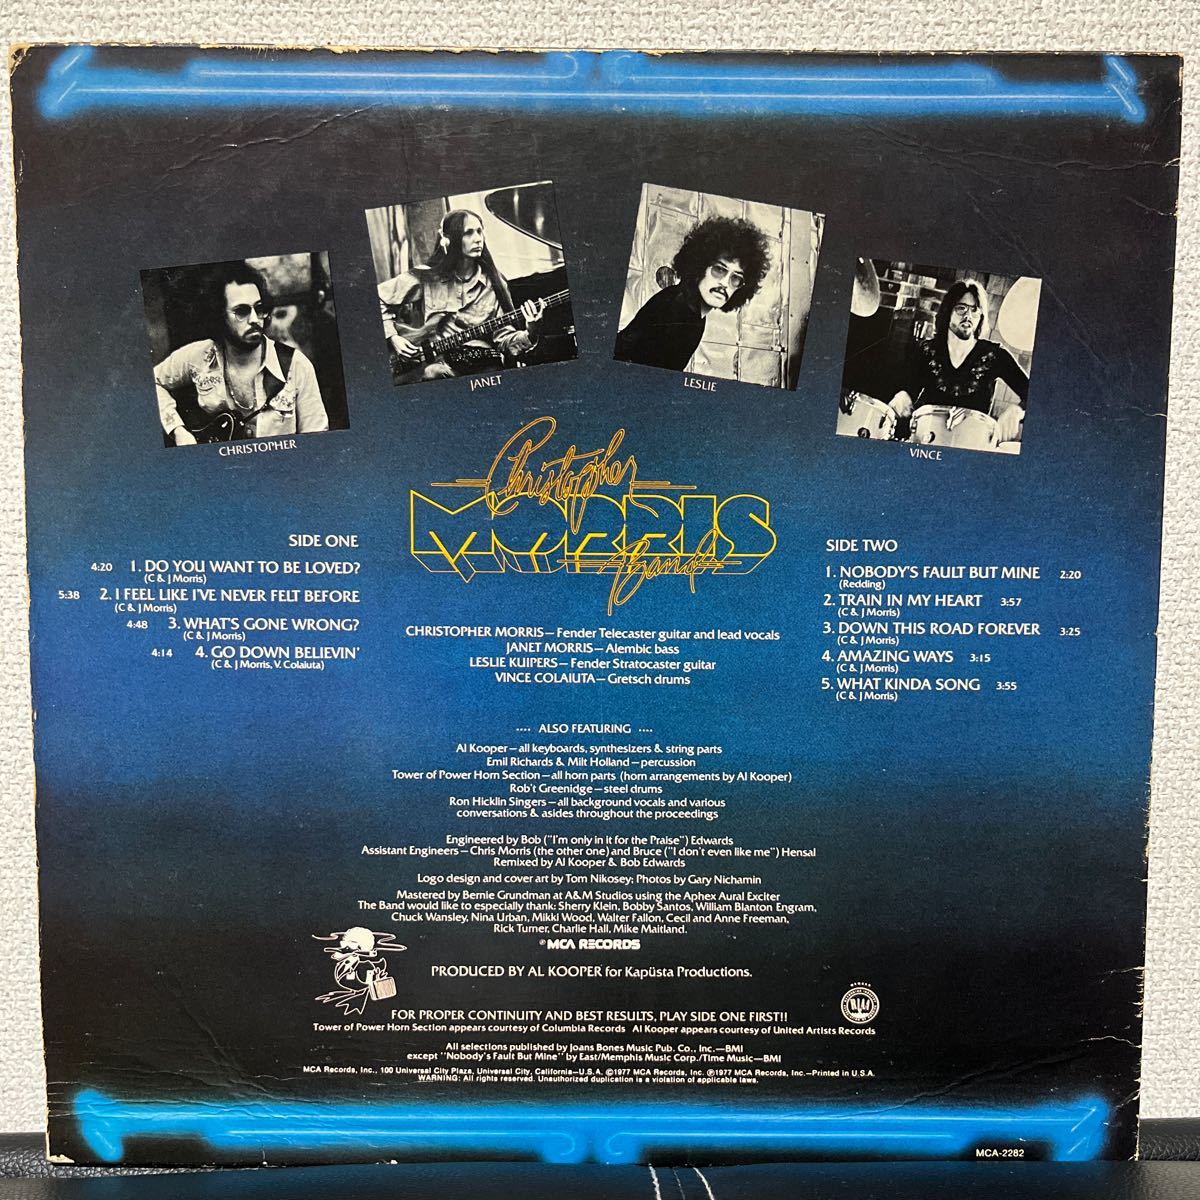 CHRISTOPHER
JANET
LESLIE
VINCE
Christopher
MORRIS
Band
SIDE ONE
4:20 1. DO YOU WANT TO BE LOVED?
(C & J Morris)
5:38 2. I FEEL LIKE I'VE NEVER FELT BEFORE
(C & J Morris)
4:48 3. WHAT'S GONE WRONG?
(C & J Morris)
4:14 4. GO DOWN BELIEVIN'
(C & J Morris, V. Colaiuta)
SIDE TWO
1. NOBODY'S FAULT BUT MINE 2:20
(Redding)
2. TRAIN IN MY HEART 3:57
(C & J Morris)
3. DOWN THIS ROAD FOREVER 3:25
(C & J Morris)
4. AMAZING WAYS 3:15
(C & J Morris)
5. WHAT KINDA SONG 3:55
(C & J Morris)
CHRISTOPHER MORRIS—Fender Telecaster guitar and lead vocals
JANET MORRIS—Alembic bass
LESLIE KUIPERS—Fender Stratocaster guitar
VINCE COLAIUTA—Gretsch drums
.... ALSO FEATURING ....
Al Kooper—all keyboards, synthesizers & string parts
Emil Richards & Milt Holland—percussion
Tower of Power Horn Section—all horn parts (horn arrangements by Al Kooper)
Rob't Greenidge—steel drums
Ron Hicklin Singers—all background vocals and various
conversations & asides throughout the proceedings
Engineered by Bob ("I'm only in it for the Praise") Edwards
Assistant Engineers—Chris Morris (the other one) and Bruce ("I don't even like me") Hensal
Remixed by Al Kooper & Bob Edwards
Logo design and cover art by Tom Nikosey; Photos by Gary Nichamin
Mastered by Bernie Grundman at A&M Studios using the Aphex Aural Exciter
The Band would like to especially thank: Sherry Klein, Bobby Santos, William Blanton Engram,
Chuck Wansley, Nina Urban, Mikki Wood, Walter Fallon, Cecil and Anne Freeman,
Rick Turner, Charlie Hall, Mike Maitland.
℗MCA RECORDS
PRODUCED BY AL KOOPER for Kapüsta Productions.
FOR PROPER CONTINUITY AND BEST RESULTS, PLAY SIDE ONE FIRST!!
Tower of Power Horn Section appears courtesy of Columbia Records Al Kooper appears courtesy of United Artists Records
All selections published by Joans Bones Music Pub. Co., Inc.—BMI
except "Nobody's Fault But Mine" by East/Memphis Music Corp./Time Music—BMI
MCA Records, Inc., 100 Universal City Plaza, Universal City, California—U.S.A. ©1977 MCA Records, Inc. ℗1977 MCA Records, Inc.—Printed in U.S.A.
WARNING: All rights reserved. Unauthorized duplication is a violation of applicable laws.
MCA-2282